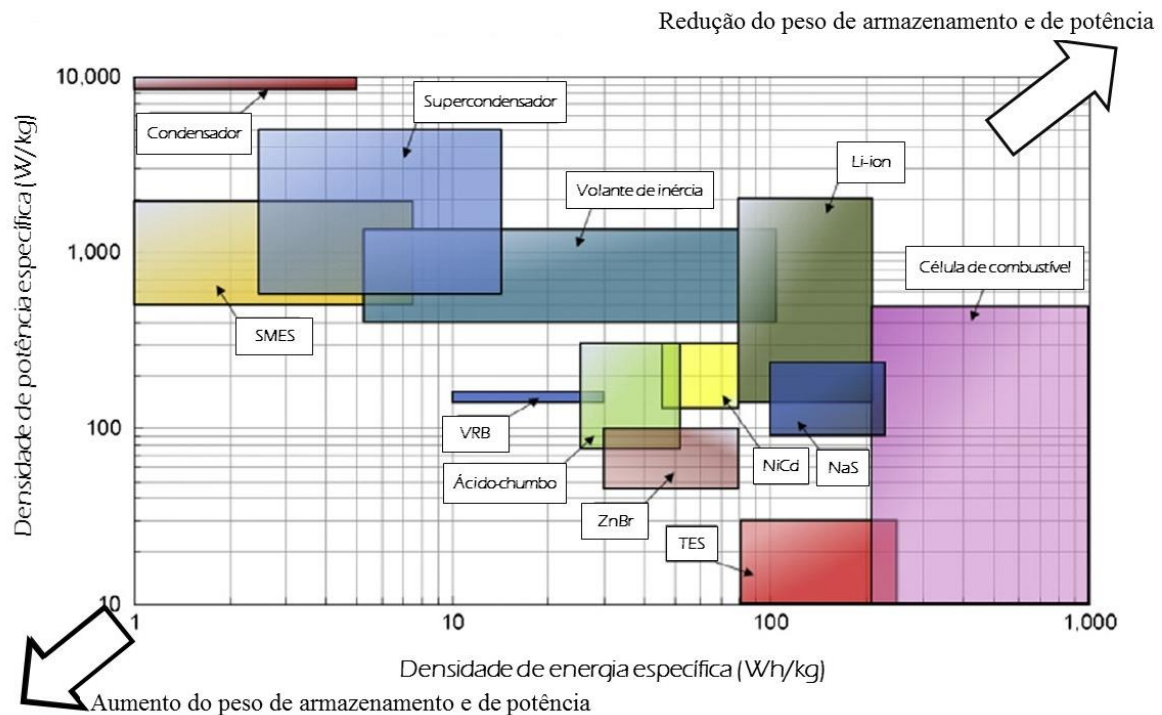 Redução do peso de armazenamento e de potência
10,000
Supercondensador
Condensador
Li-ion
Volante de inércia
1,000
Célula de combustível
SMES
Densidade de potência específica (W/kg)
100
VRB
Ácido-chumbo
NiCd
NaS
ZnBr
TES
10
1
10
100
1,000
Densidade de energia específica (Wh/kg)
Aumento do peso de armazenamento e de potência